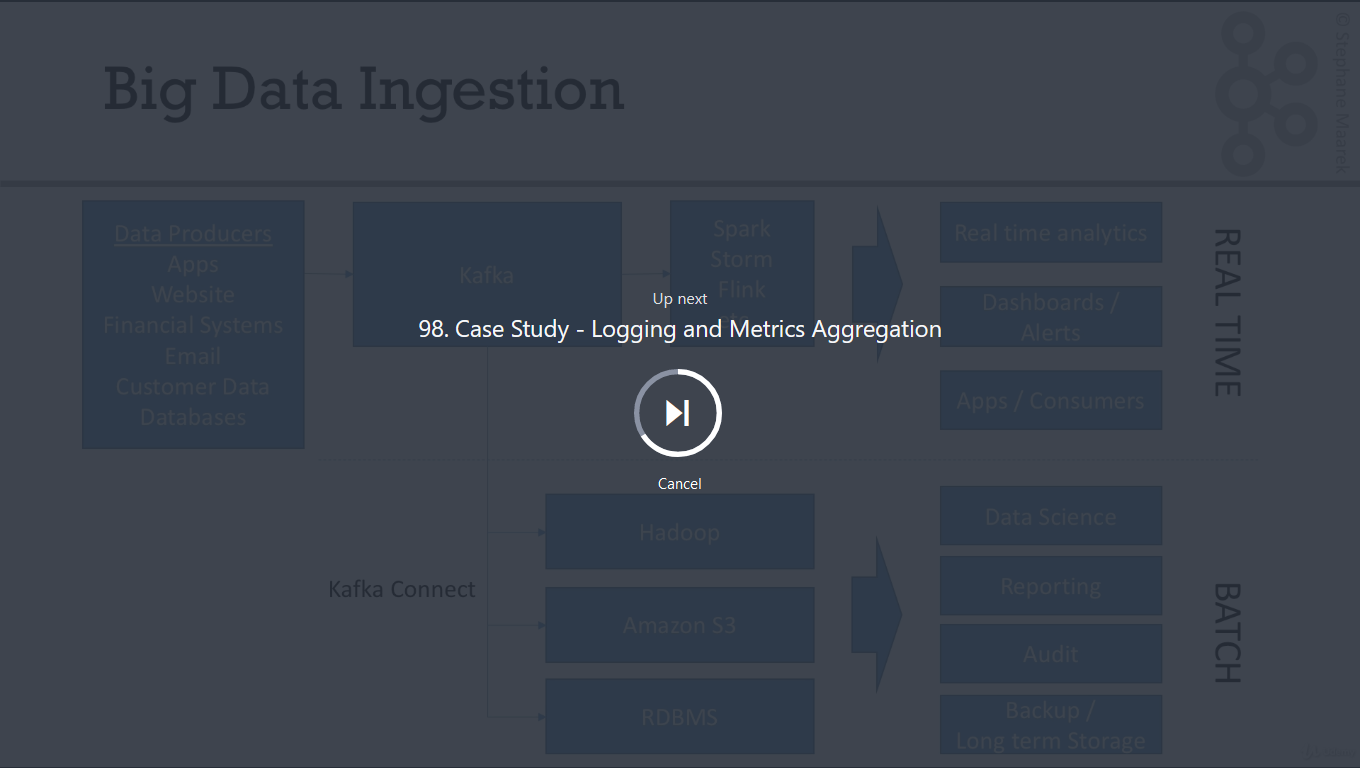 Big Data Ingestion
© Stephane Maarek
Data Producers
Apps
Website
Financial Systems
Email
Customer Data
Databases
Kafka
Spark
Storm
Flink
Real time analytics
Dashboards /
Alerts
Apps / Consumers
REAL TIME
Up next
98. Case Study - Logging and Metrics Aggregation
Cancel
Kafka Connect
Hadoop
Amazon S3
RDBMS
Data Science
Reporting
Audit
Backup /
Long term Storage
BATCH